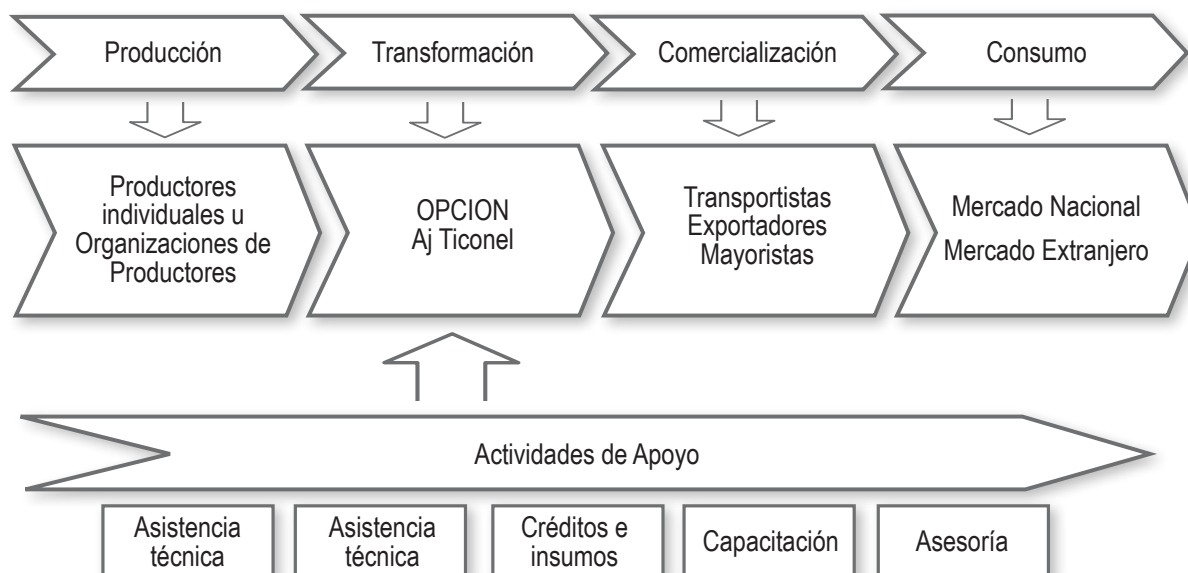 Producción
Transformación
Comercialización
Consumo
Productores
individuales u
Organizaciones de
Productores
OPCION
Aj Ticonel
Transportistas
Exportadores
Mayoristas
Mercado Nacional
Mercado Extranjero
Actividades de Apoyo
Asistencia
técnica
Asistencia
técnica
Créditos e
insumos
Capacitación
Asesoría